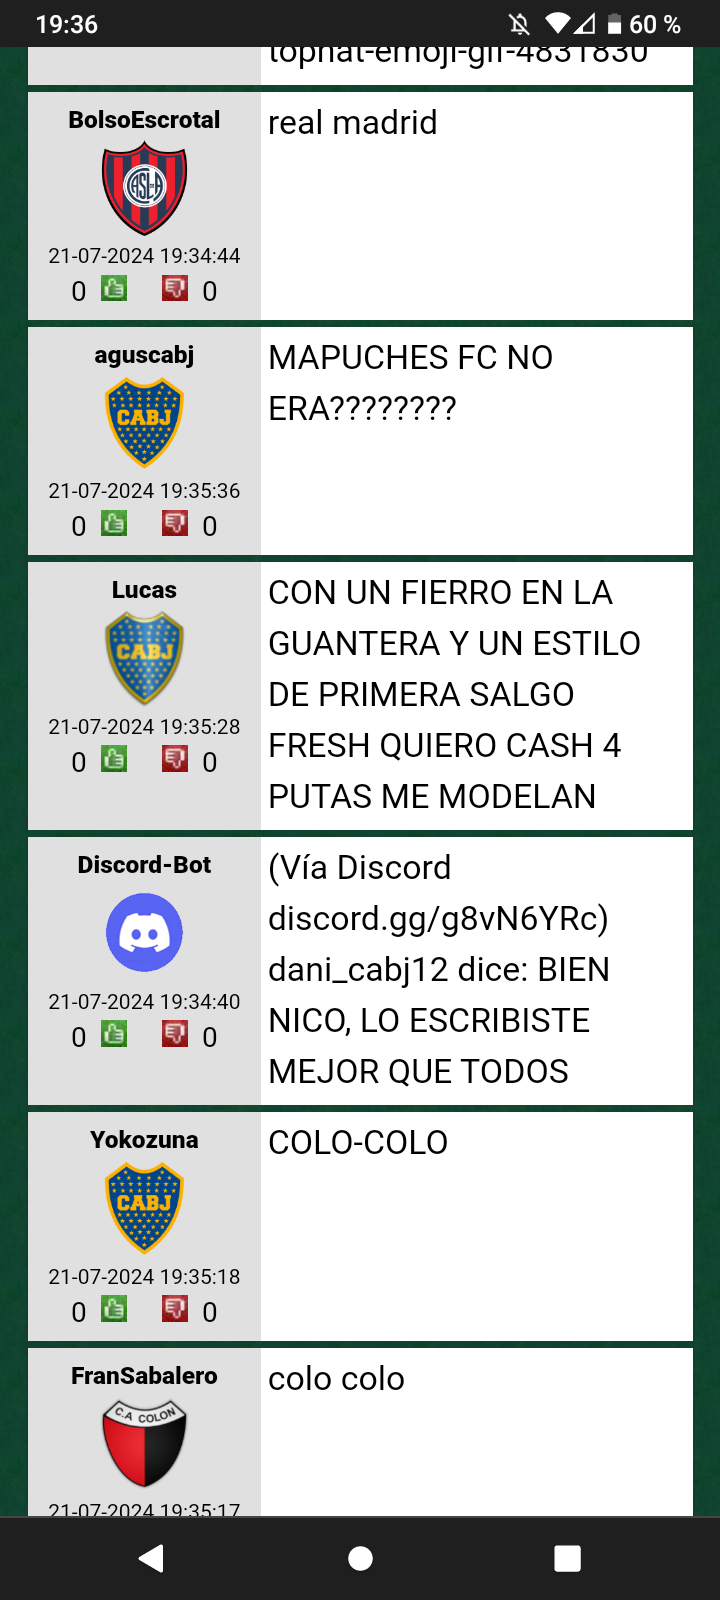 19:36
60 %
tophat-emoji-gif-4831830
BolsoEscrotal
real madrid
CASLA
21-07-2024 19:34:44
0 0
aguscabj
MAPUCHES FC NO
ERA????????
CABJ
21-07-2024 19:35:36
0 0
Lucas
CON UN FIERRO EN LA
GUANTERA Y UN ESTILO
DE PRIMERA SALGO
FRESH QUIERO CASH 4
PUTAS ME MODELAN
CABJ
21-07-2024 19:35:28
0 0
Discord-Bot
(Vía Discord
discord.gg/g8vN6YRc)
dani_cabj12 dice: BIEN
NICO, LO ESCRIBISTE
MEJOR QUE TODOS
21-07-2024 19:34:40
0 0
Yokozuna
COLO-COLO
CABJ
21-07-2024 19:35:18
0 0
FranSabalero
colo colo
C.A COLON
21-07-2024 19:35:17